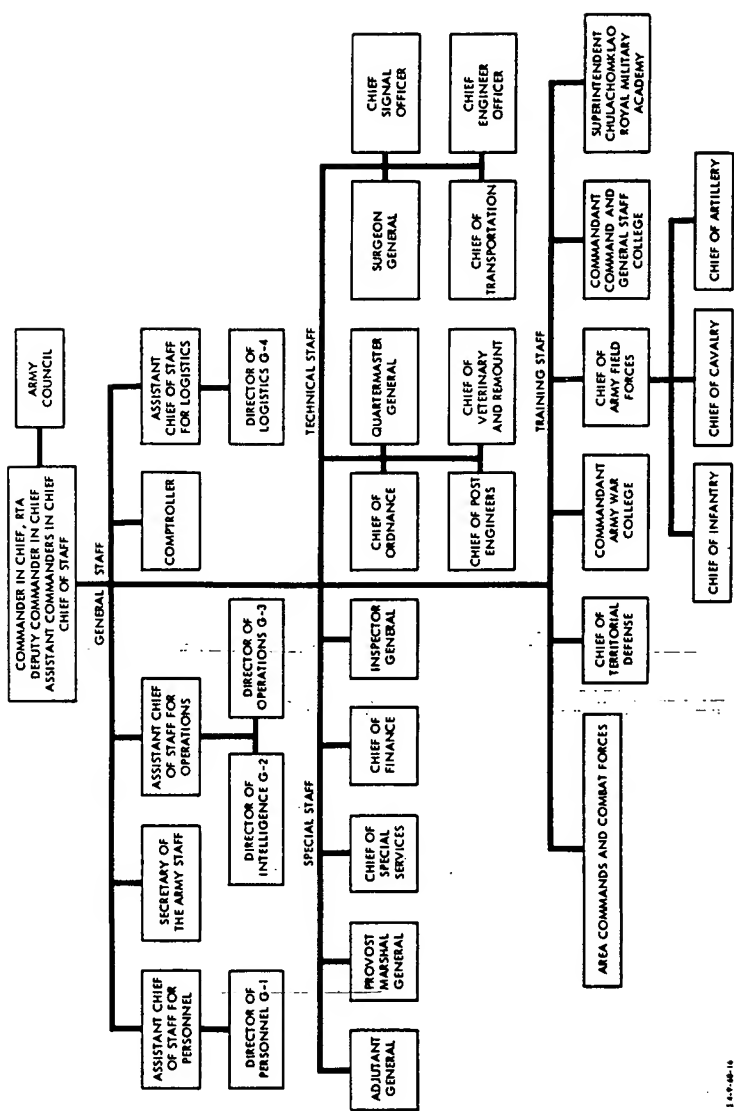 COMMANDER IN CHIEF, RTA
DEPUTY COMMANDER IN CHIEF
ASSISTANT COMMANDERS IN CHIEF
CHIEF OF STAFF
ARMY
COUNCIL
GENERAL STAFF
ASSISTANT CHIEF
OF STAFF FOR
PERSONNEL
SECRETARY OF
THE ARMY STAFF
ASSISTANT CHIEF
OF STAFF FOR
OPERATIONS
COMPTROLLER
ASSISTANT
CHIEF OF STAFF
FOR LOGISTICS
DIRECTOR OF
PERSONNEL G-1
DIRECTOR OF
INTELLIGENCE G-2
DIRECTOR OF
OPERATIONS G-3
DIRECTOR OF
LOGISTICS G-4
SPECIAL STAFF
TECHNICAL STAFF
ADJUTANT
GENERAL
PROVOST
MARSHAL
GENERAL
CHIEF OF
SPECIAL
SERVICES
CHIEF OF
FINANCE
INSPECTOR
GENERAL
CHIEF OF
ORDNANCE
QUARTERMASTER
GENERAL
SURGEON
GENERAL
CHIEF
SIGNAL
OFFICER
CHIEF OF POST
ENGINEERS
CHIEF OF
VETERINARY
AND REMOUNT
CHIEF OF
TRANSPORTATION
CHIEF
ENGINEER
OFFICER
TRAINING STAFF
AREA COMMANDS AND COMBAT FORCES
CHIEF OF
TERRITORIAL
DEFENSE
COMMANDANT
ARMY WAR
COLLEGE
CHIEF OF
ARMY FIELD
FORCES
COMMANDANT
COMMAND AND
GENERAL STAFF
COLLEGE
SUPERINTENDENT
CHULACHOMKLAO
ROYAL MILITARY
ACADEMY
CHIEF OF INFANTRY
CHIEF OF CAVALRY
CHIEF OF ARTILLERY